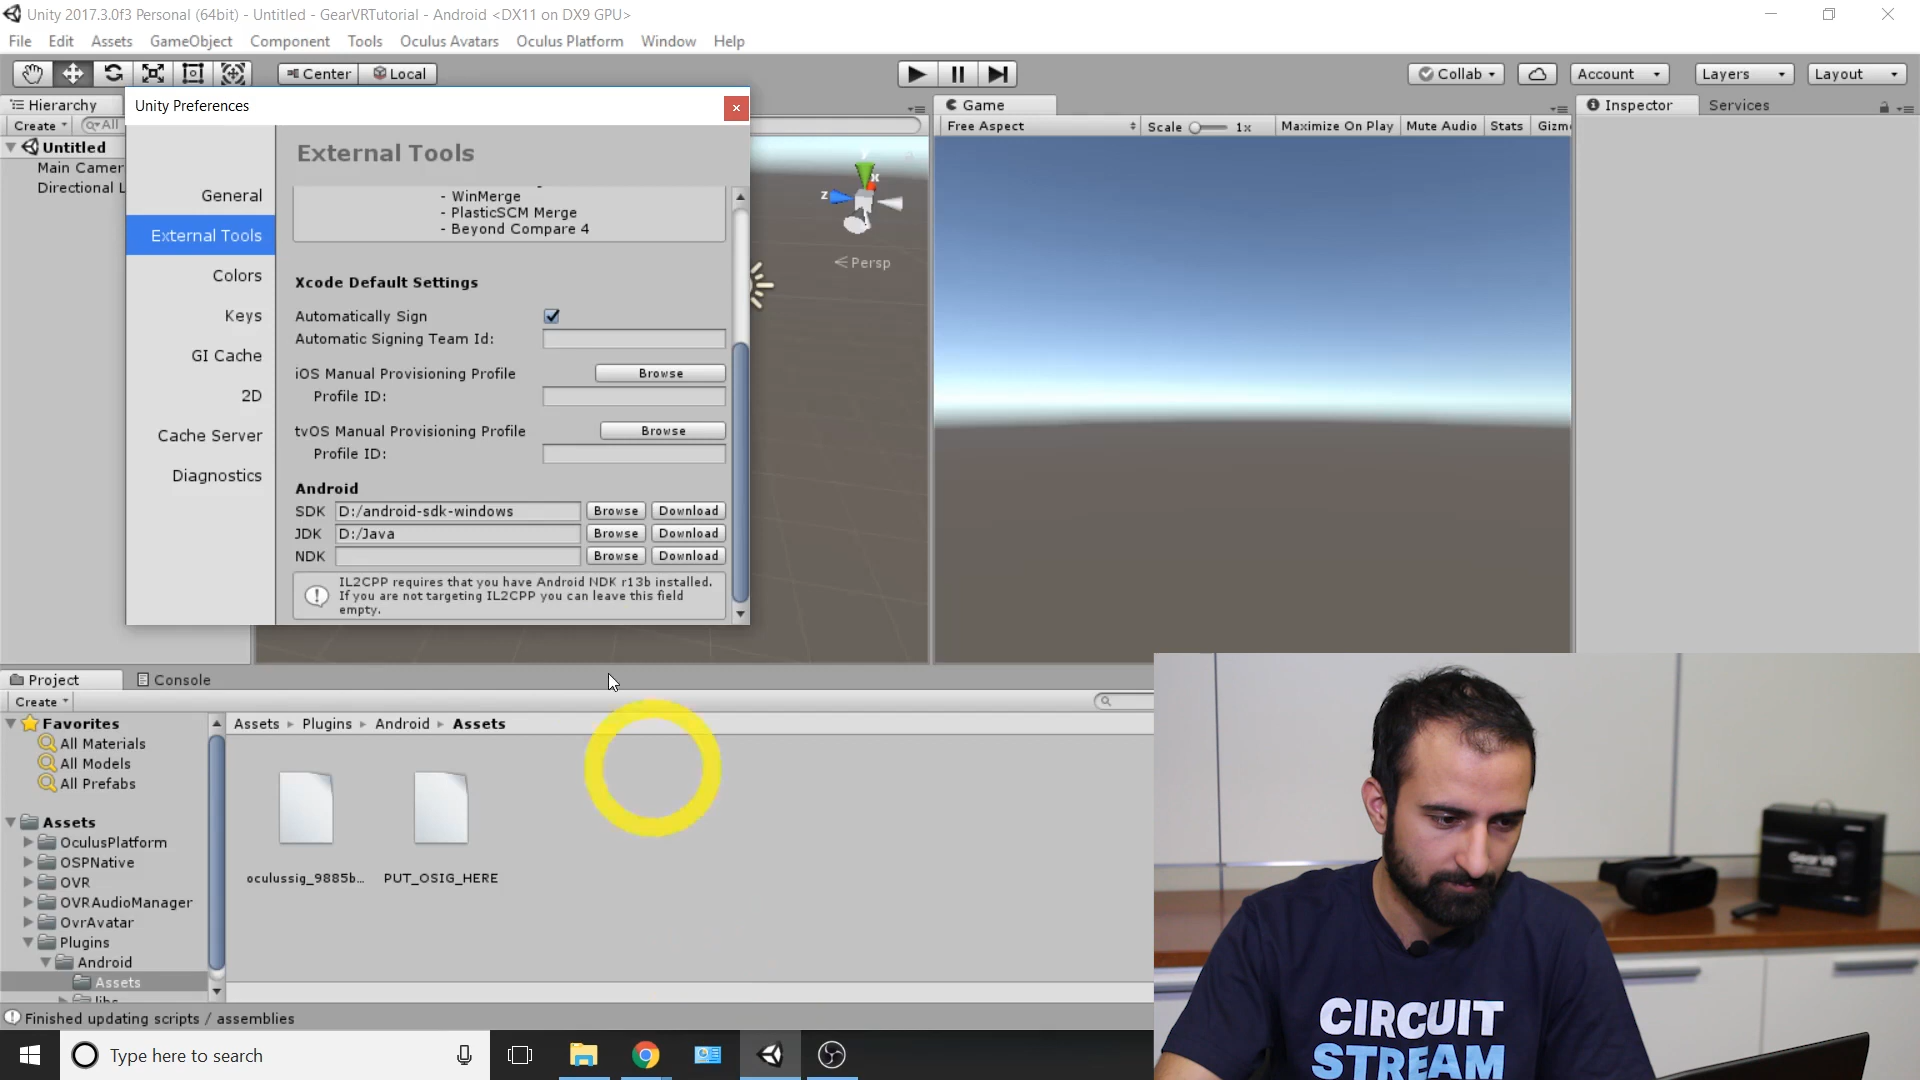 Unity 2017.3.0f3 Personal (64bit) - Untitled - GearVRTutorial - Android <DX11 on DX9 GPU>
File Edit Assets GameObject Component Tools Oculus Avatars Oculus Platform Window Help
Center Local Collab Account Layers Layout
Hierarchy
Create All
Untitled
Main Camer
Directional L
Unity Preferences
General
External Tools
Colors
Keys
GI Cache
2D
Cache Server
Diagnostics
External Tools
- WinMerge
- PlasticSCM Merge
- Beyond Compare 4
Xcode Default Settings
Automatically Sign
Automatic Signing Team Id:
iOS Manual Provisioning Profile Browse
Profile ID:
tvOS Manual Provisioning Profile Browse
Profile ID:
Android
SDK D:/android-sdk-windows Browse Download
JDK D:/Java Browse Download
NDK Browse Download
IL2CPP requires that you have Android NDK r13b installed.
If you are not targeting IL2CPP you can leave this field
empty.
x
z
Persp
Game
Free Aspect Scale 1x Maximize On Play Mute Audio Stats Gizm
Inspector Services
Project Console
Create
Favorites
All Materials
All Models
All Prefabs
Assets
OculusPlatform
OSPNative
OVR
OVRAudioManager
OvrAvatar
Plugins
Android
Assets
libs
Assets Plugins Android Assets
oculussig_9885b... PUT_OSIG_HERE
Finished updating scripts / assemblies
Type here to search
Gear VR
CIRCUIT
STREAM